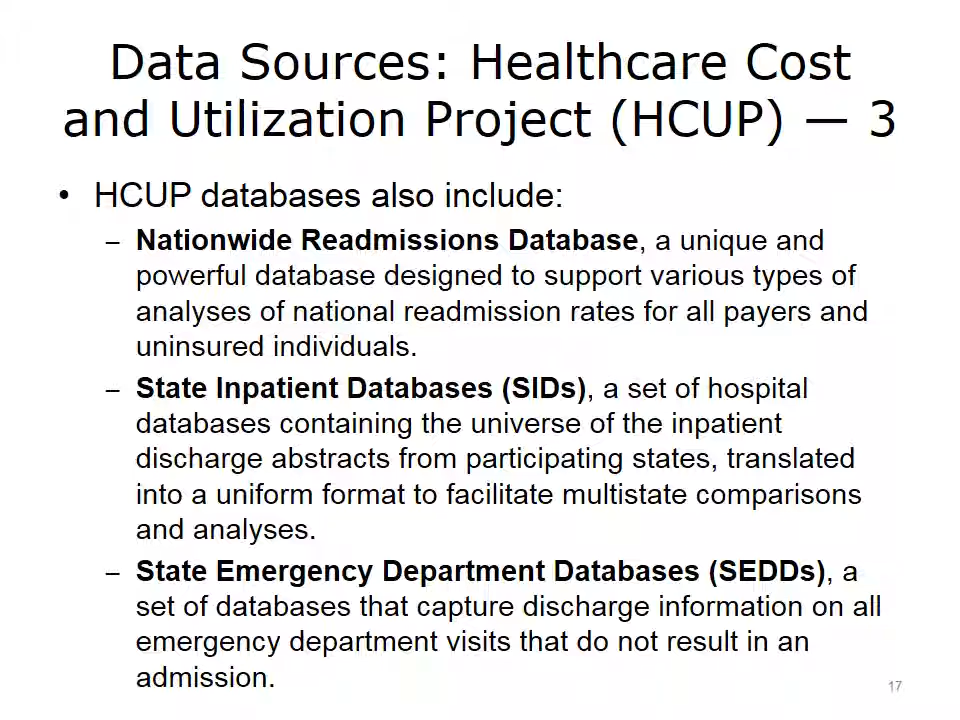 Data Sources: Healthcare Cost
and Utilization Project (HCUP) — 3
• HCUP databases also include:
– Nationwide Readmissions Database, a unique and
powerful database designed to support various types of
analyses of national readmission rates for all payers and
uninsured individuals.
– State Inpatient Databases (SIDs), a set of hospital
databases containing the universe of the inpatient
discharge abstracts from participating states, translated
into a uniform format to facilitate multistate comparisons
and analyses.
– State Emergency Department Databases (SEDDs), a
set of databases that capture discharge information on all
emergency department visits that do not result in an
admission.
17